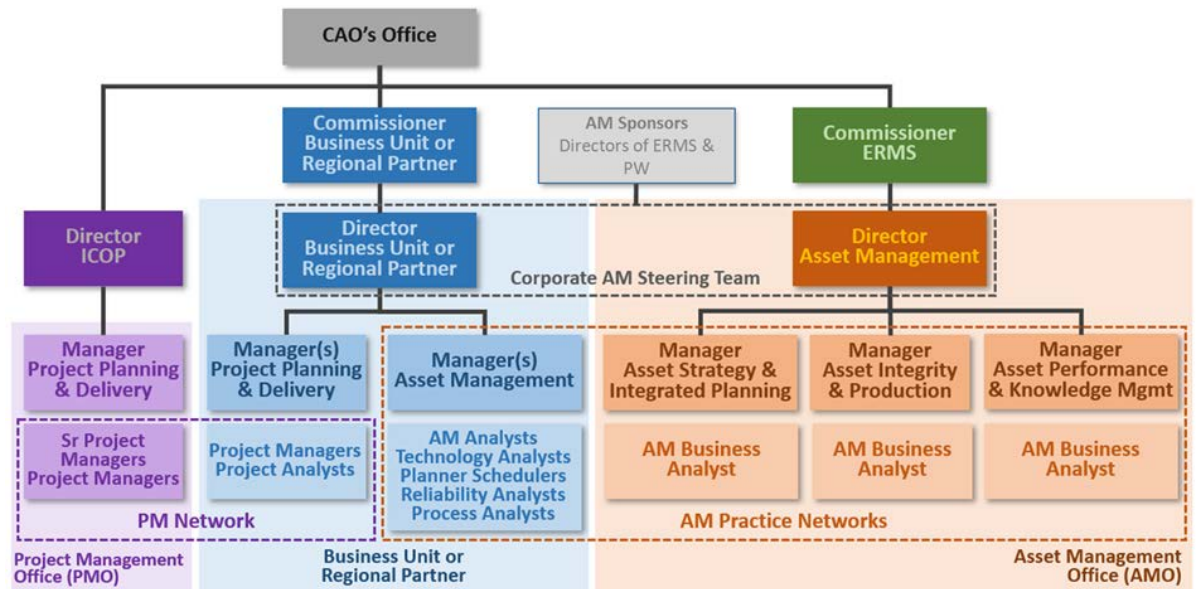 CAO's Office
Commissioner
Business Unit or
Regional Partner
AM Sponsors
Directors of ERMS &
PW
Commissioner
ERMS
Director
ICOP
Director
Business Unit or
Regional Partner
Director
Asset Management
Corporate AM Steering Team
Manager
Project Planning
& Delivery
Manager(s)
Project Planning
& Delivery
Manager(s)
Asset Management
Manager
Asset Strategy &
Integrated Planning
Manager
Asset Integrity
& Production
Manager
Asset Performance
& Knowledge Mgmt
Sr Project
Managers
Project Managers
Project Managers
Project Analysts
AM Analysts
Technology Analysts
Planner Schedulers
Reliability Analysts
Process Analysts
AM Business
Analyst
AM Business
Analyst
AM Business
Analyst
PM Network
AM Practice Networks
Project Management
Office (PMO)
Business Unit or
Regional Partner
Asset Management
Office (AMO)